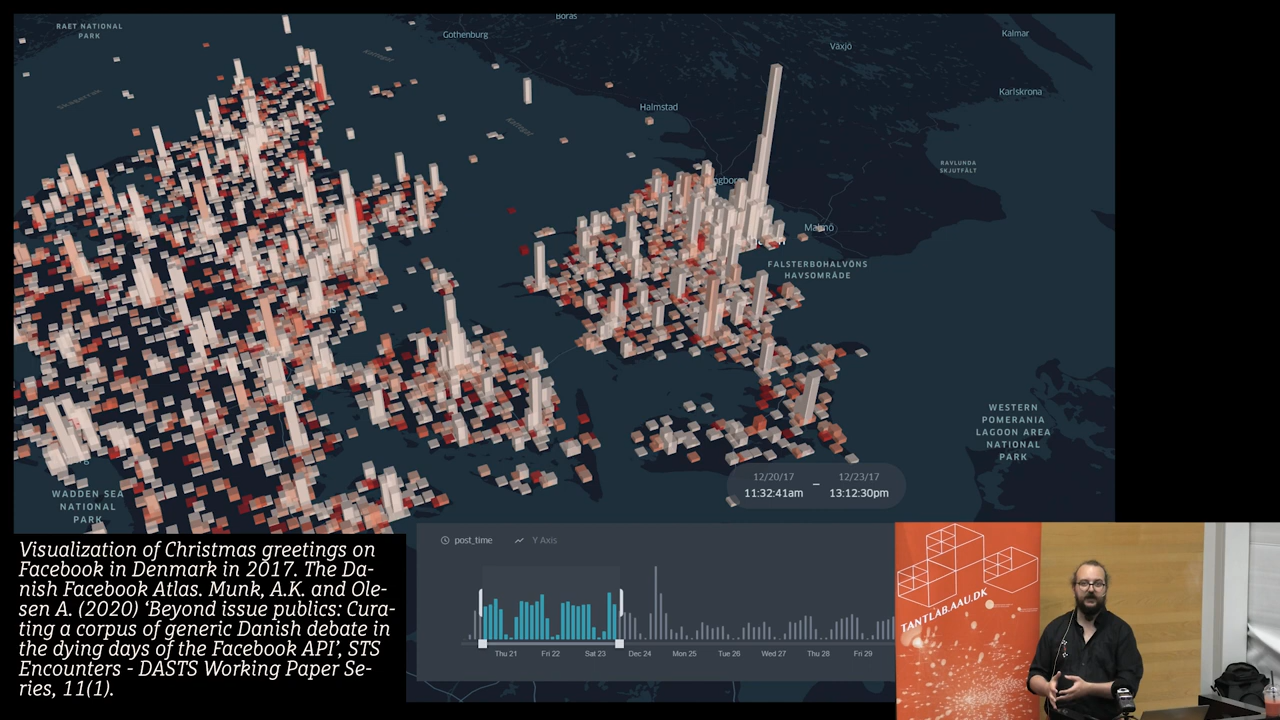 RAET NATIONAL
PARK
Gothenburg
Borås
Växjö
Kalmar
Karlskrona
Halmstad
Skagerrak
Kattegat
RAVLUNDA
SKJUTFÄLT
Malmö
FALSTERBOHALVÖNS
HAVSOMRÅDE
WESTERN
POMERANIA
LAGOON AREA
NATIONAL
PARK
WADDEN SEA
NATIONAL
PARK
12/20/17 – 12/23/17
11:32:41am 13:12:30pm
post_time Y Axis
Thu 21 Fri 22 Sat 23 Dec 24 Mon 25 Tue 26 Wed 27 Thu 28 Fri 29
Visualization of Christmas greetings on
Facebook in Denmark in 2017. The Da-
nish Facebook Atlas. Munk, A.K. and Ole-
sen A. (2020) ‘Beyond issue publics: Cura-
ting a corpus of generic Danish debate in
the dying days of the Facebook API’, STS
Encounters - DASTS Working Paper Se-
ries, 11(1).
TANTLAB.AAU.DK